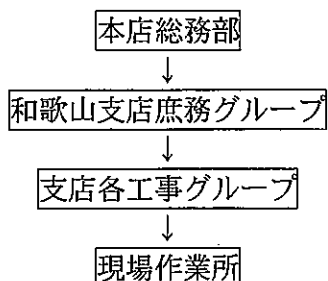 本店総務部
↓
和歌山支店庶務グループ
↓
支店各工事グループ
↓
現場作業所